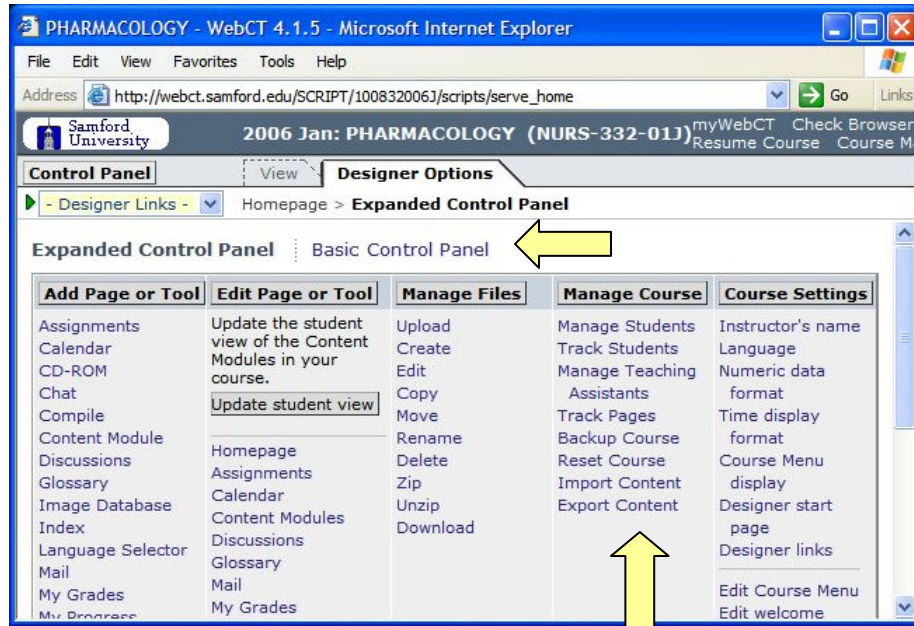 PHARMACOLOGY - WebCT 4.1.5 - Microsoft Internet Explorer
File Edit View Favorites Tools Help
Address http://webct.samford.edu/SCRIPT/100832006J/scripts/serve_home Go Links
Samford University
2006 Jan: PHARMACOLOGY (NURS-332-01J)
myWebCT Check Browser
Resume Course Course Ma
Control Panel View Designer Options
- Designer Links - Homepage > Expanded Control Panel
Expanded Control Panel Basic Control Panel
Add Page or Tool
Assignments
Calendar
CD-ROM
Chat
Compile
Content Module
Discussions
Glossary
Image Database
Index
Language Selector
Mail
My Grades
My Progress
Edit Page or Tool
Update the student
view of the Content
Modules in your
course.
Update student view
Homepage
Assignments
Calendar
Content Modules
Discussions
Glossary
Mail
My Grades
Manage Files
Upload
Create
Edit
Copy
Move
Rename
Delete
Zip
Unzip
Download
Manage Course
Manage Students
Track Students
Manage Teaching
Assistants
Track Pages
Backup Course
Reset Course
Import Content
Export Content
Course Settings
Instructor's name
Language
Numeric data
format
Time display
format
Course Menu
display
Designer start
page
Designer links
Edit Course Menu
Edit welcome